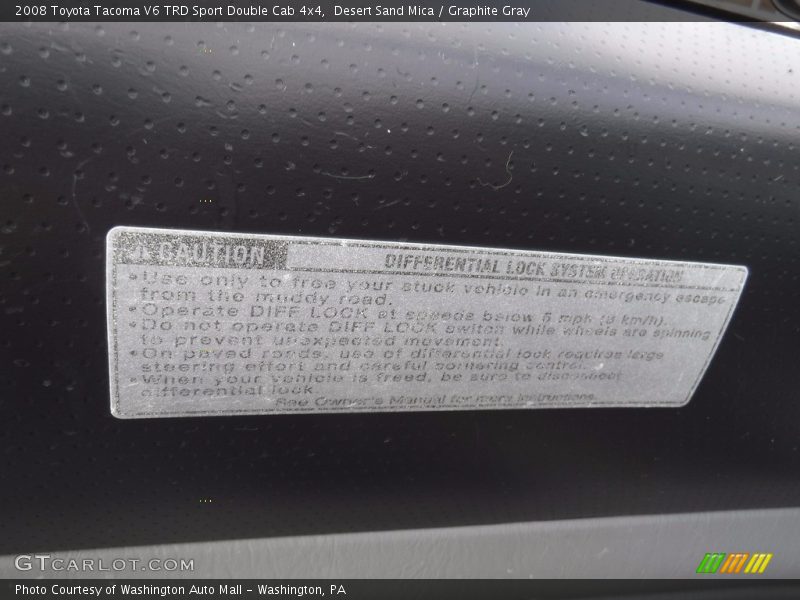 2008 Toyota Tacoma V6 TRD Sport Double Cab 4x4, Desert Sand Mica / Graphite Gray
CAUTION DIFFERENTIAL LOCK SYSTEM OPERATION
•Use only to free your stuck vehicle in an emergency escape
from the muddy road.
•Operate DIFF LOCK at speeds below 5 mph (8 km/h).
•Do not operate DIFF LOCK switch while wheels are spinning
to prevent unexpected movement.
•On paved roads, use of differential lock requires large
steering effort and careful cornering control.
•When your vehicle is freed, be sure to disconnect
differential lock.
See Owner's Manual for more instructions.
GTCARLOT.COM
Photo Courtesy of Washington Auto Mall - Washington, PA